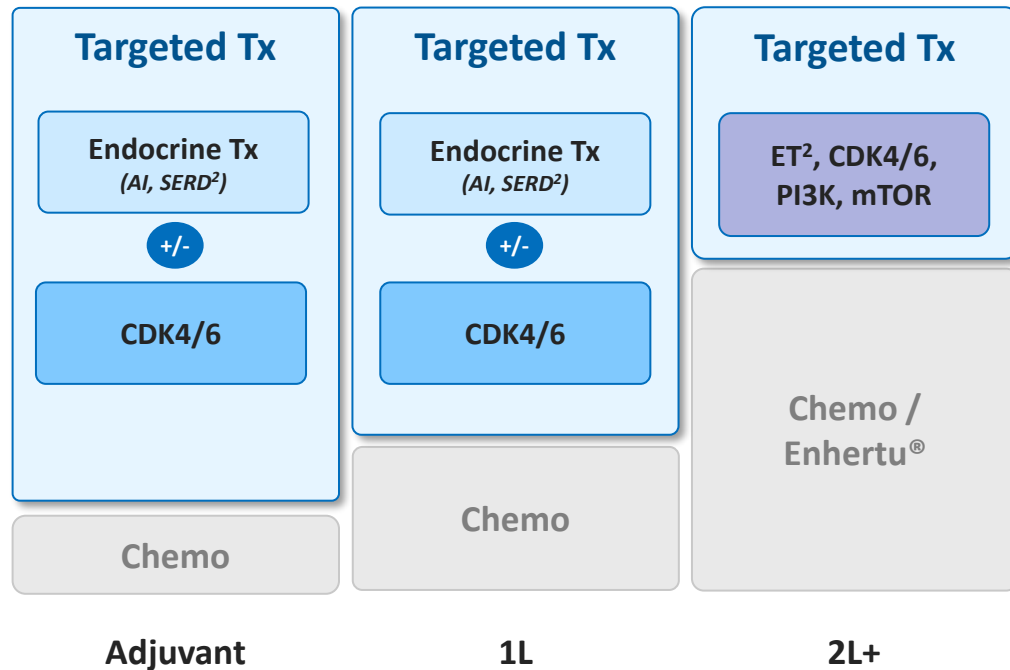 Targeted Tx
Endocrine Tx
(AI, SERD²)
+/-
CDK4/6
Chemo
Adjuvant
Targeted Tx
Endocrine Tx
(AI, SERD²)
+/-
CDK4/6
Chemo
1L
Targeted Tx
ET², CDK4/6,
PI3K, mTOR
Chemo /
Enhertu®
2L+